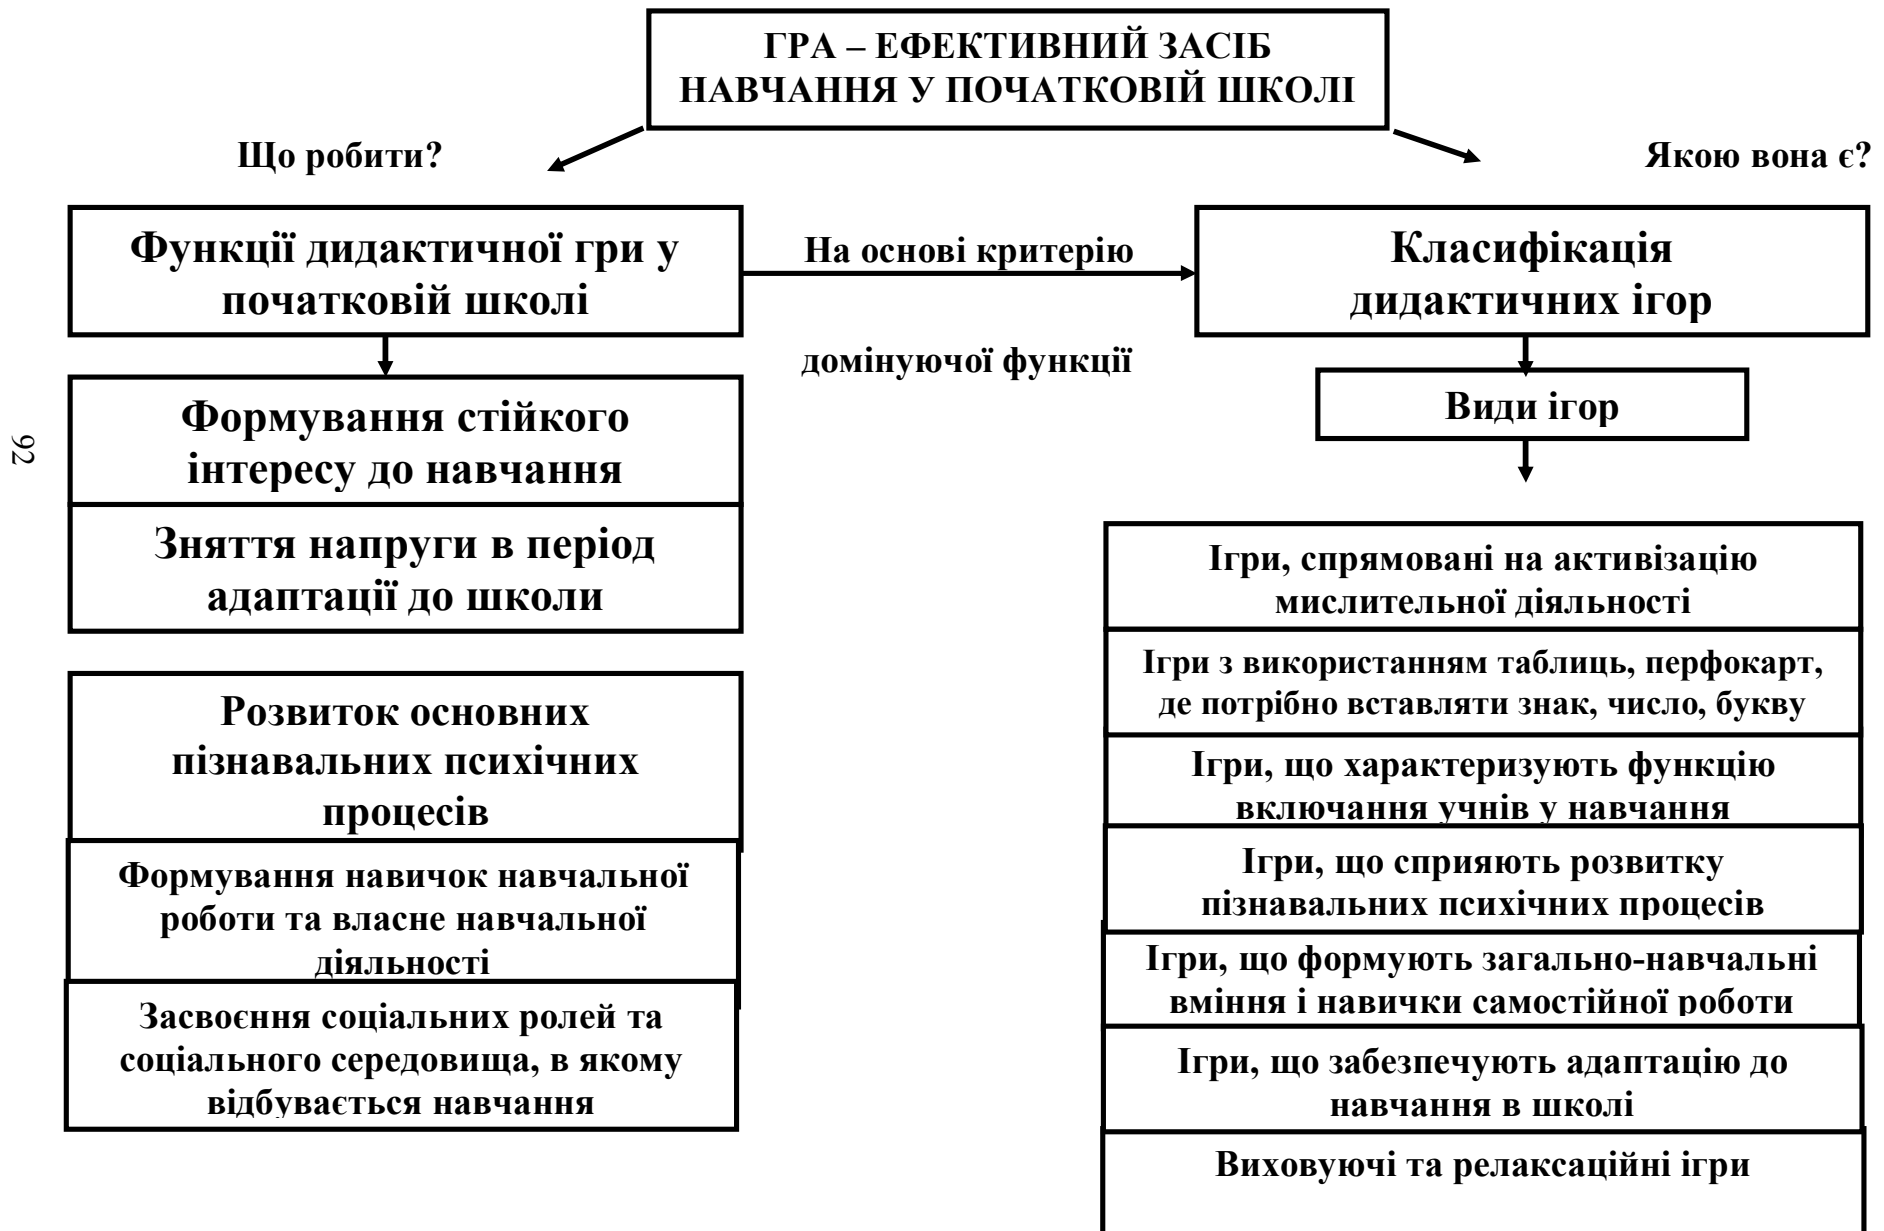 ГРА – ЕФЕКТИВНИЙ ЗАСІБ
НАВЧАННЯ У ПОЧАТКОВІЙ ШКОЛІ
Що робити?
Якою вона є?
Функції дидактичної гри у
початковій школі
На основі критерію
домінуючої функції
Класифікація
дидактичних ігор
Види ігор
Формування стійкого
інтересу до навчання
Зняття напруги в період
адаптації до школи
Розвиток основних
пізнавальних психічних
процесів
Формування навичок навчальної
роботи та власне навчальної
діяльності
Засвоєння соціальних ролей та
соціального середовища, в якому
відбувається навчання
Ігри, спрямовані на активізацію
мислительної діяльності
Ігри з використанням таблиць, перфокарт,
де потрібно вставляти знак, число, букву
Ігри, що характеризують функцію
включання учнів у навчання
Ігри, що сприяють розвитку
пізнавальних психічних процесів
Ігри, що формують загально-навчальні
вміння і навички самостійної роботи
Ігри, що забезпечують адаптацію до
навчання в школі
Виховуючі та релаксаційні ігри
92